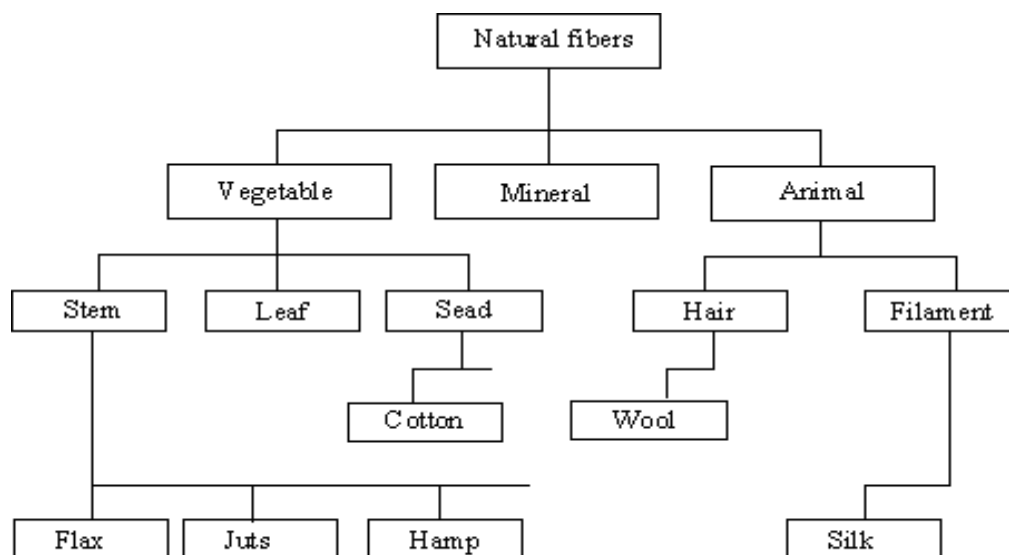 Natural fibers
Vegetable
Mineral
Animal
Stem
Leaf
Sead
Hair
Filament
Cotton
Wool
Flax
Juts
Hamp
Silk